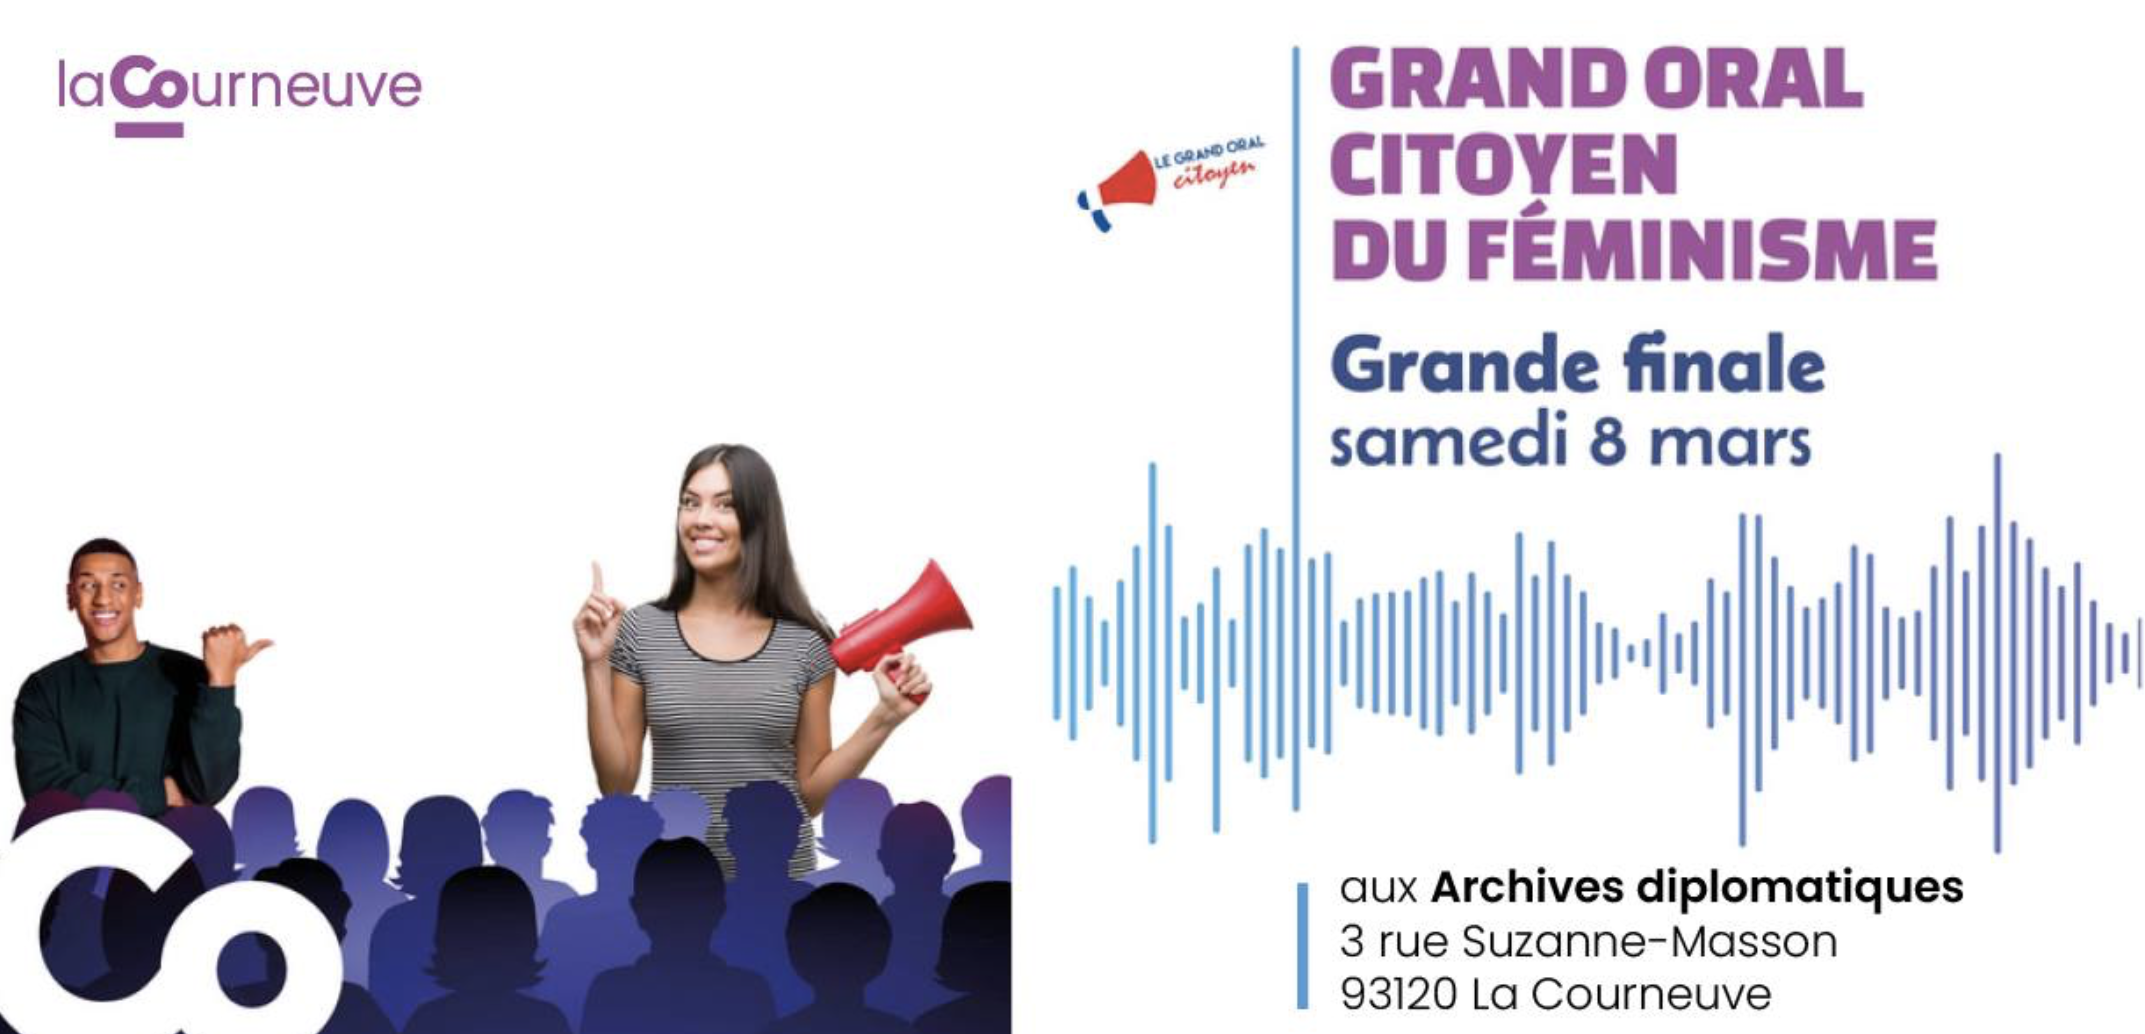 laCourneuve
LE GRAND ORAL
citoyen
GRAND ORAL
CITOYEN
DU FÉMINISME
Grande finale
samedi 8 mars
Co
aux Archives diplomatiques
3 rue Suzanne-Masson
93120 La Courneuve